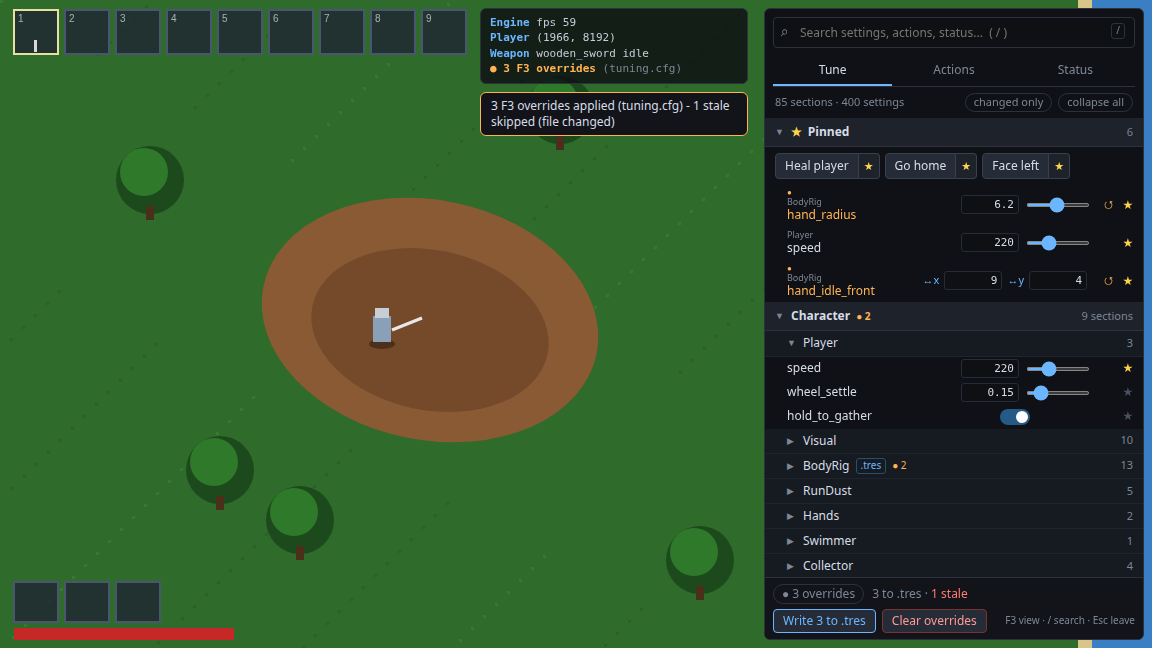 1 2 3 4 5 6 7 8 9
Engine fps 59
Player (1966, 8192)
Weapon wooden_sword idle
● 3 F3 overrides (tuning.cfg)
3 F3 overrides applied (tuning.cfg) - 1 stale
skipped (file changed)
Search settings, actions, status... ( / ) /
Tune Actions Status
85 sections · 400 settings changed only collapse all
▼ ★ Pinned 6
Heal player ★ Go home ★ Face left ★
BodyRig
hand_radius 6.2 ★
Player
speed 220 ★
BodyRig
hand_idle_front ↔x 9 ↔y 4 ★
▼ Character ● 2 9 sections
▼ Player 3
speed 220 ★
wheel_settle 0.15 ★
hold_to_gather ★
▶ Visual 10
▶ BodyRig .tres ● 2 13
▶ RunDust 5
▶ Hands 2
▶ Swimmer 1
▶ Collector 4
● 3 overrides 3 to .tres · 1 stale
Write 3 to .tres Clear overrides F3 view · / search · Esc leave